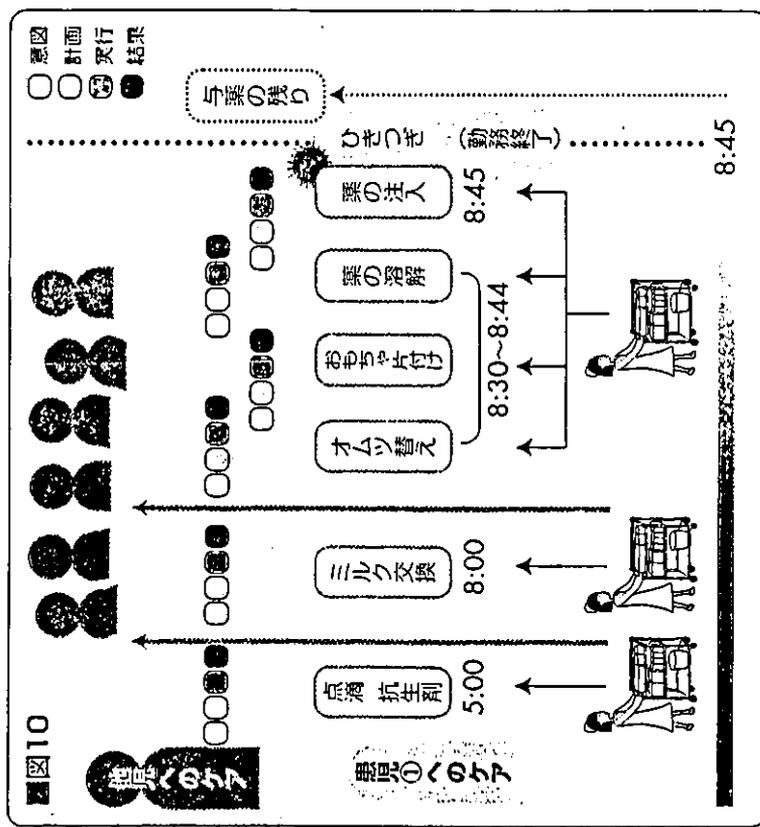 図10
意図
計画
実行
結果
他児へのケア
患児①へのケア
点滴 抗生剤
5:00
ミルク交換
8:00
オムツ替え
おもちゃ片付け
薬の溶解
8:30~8:44
薬の注入
8:45
ひきつぎ
(勤務終了)
与薬の残り
8:45